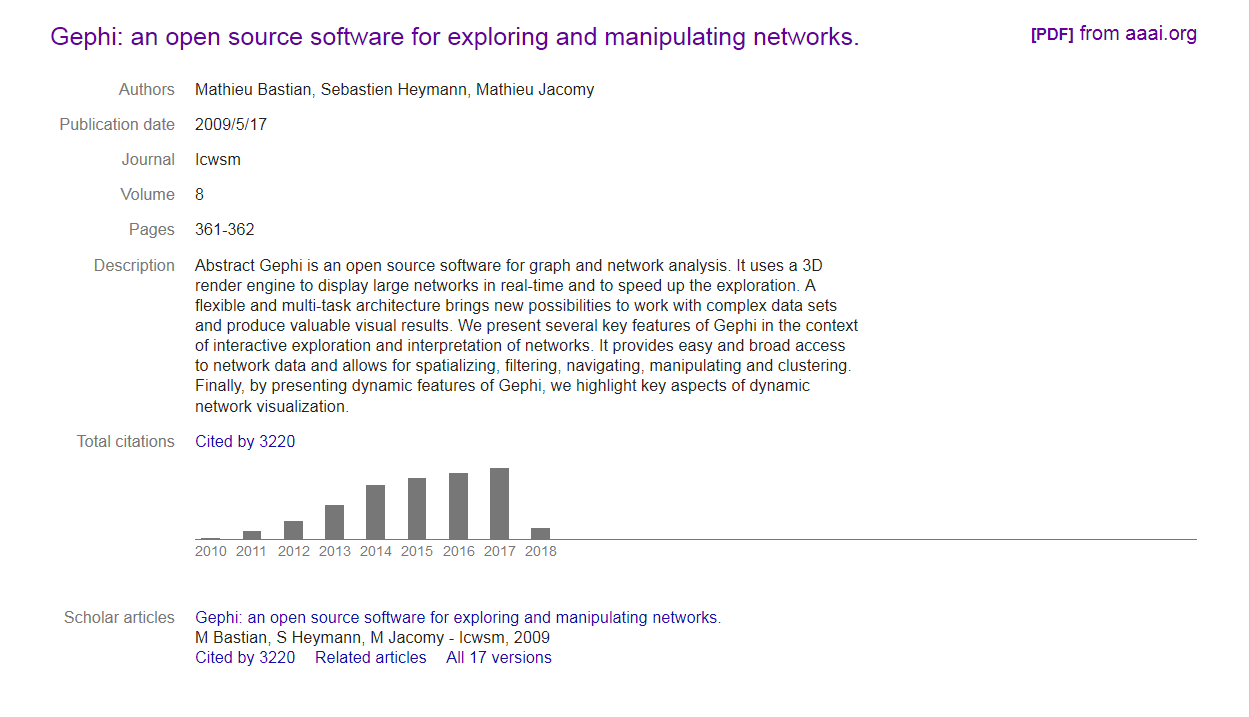 Gephi: an open source software for exploring and manipulating networks.
[PDF] from aaai.org
Authors Mathieu Bastian, Sebastien Heymann, Mathieu Jacomy
Publication date 2009/5/17
Journal Icwsm
Volume 8
Pages 361-362
Description Abstract Gephi is an open source software for graph and network analysis. It uses a 3D
render engine to display large networks in real-time and to speed up the exploration. A
flexible and multi-task architecture brings new possibilities to work with complex data sets
and produce valuable visual results. We present several key features of Gephi in the context
of interactive exploration and interpretation of networks. It provides easy and broad access
to network data and allows for spatializing, filtering, navigating, manipulating and clustering.
Finally, by presenting dynamic features of Gephi, we highlight key aspects of dynamic
network visualization.
Total citations Cited by 3220
2010 2011 2012 2013 2014 2015 2016 2017 2018
Scholar articles Gephi: an open source software for exploring and manipulating networks.
M Bastian, S Heymann, M Jacomy - Icwsm, 2009
Cited by 3220 Related articles All 17 versions